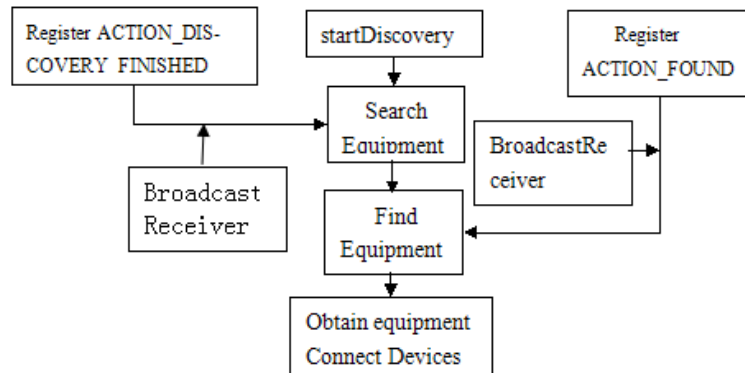 Register ACTION_DIS-
COVERY FINISHED
startDiscovery
Register
ACTION_FOUND
Search
Equipment
BroadcastRe
ceiver
Broadcast
Receiver
Find
Equipment
Obtain equipment
Connect Devices